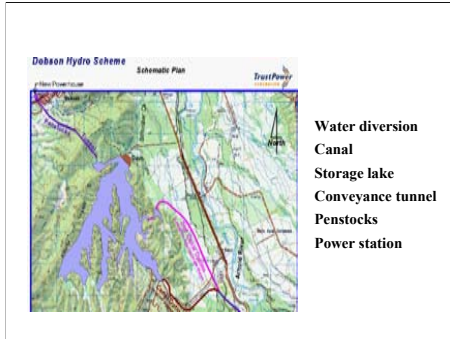 Dobson Hydro Scheme
Schematic Plan
TrustPower
New Powerhouse
North
Water diversion
Canal
Storage lake
Conveyance tunnel
Penstocks
Power station